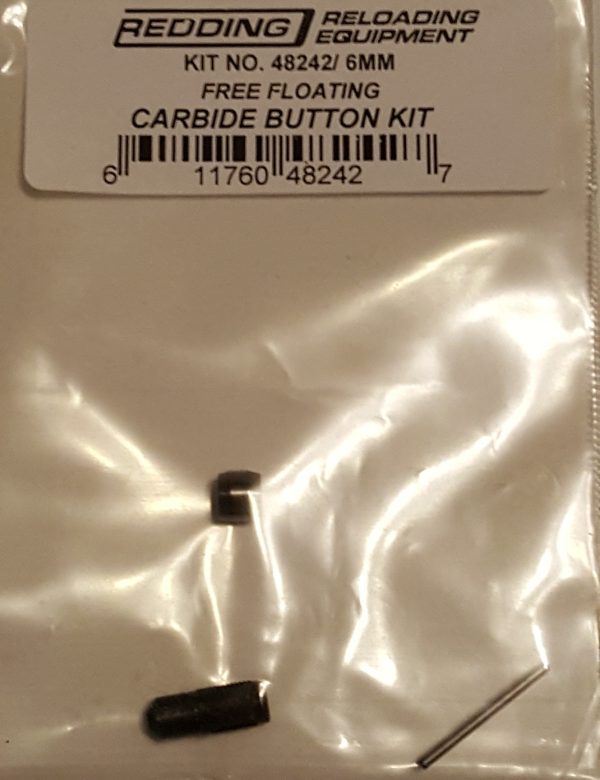 REDDING RELOADING EQUIPMENT
KIT NO. 48242/ 6MM
FREE FLOATING
CARBIDE BUTTON KIT
6 11760 48242 7